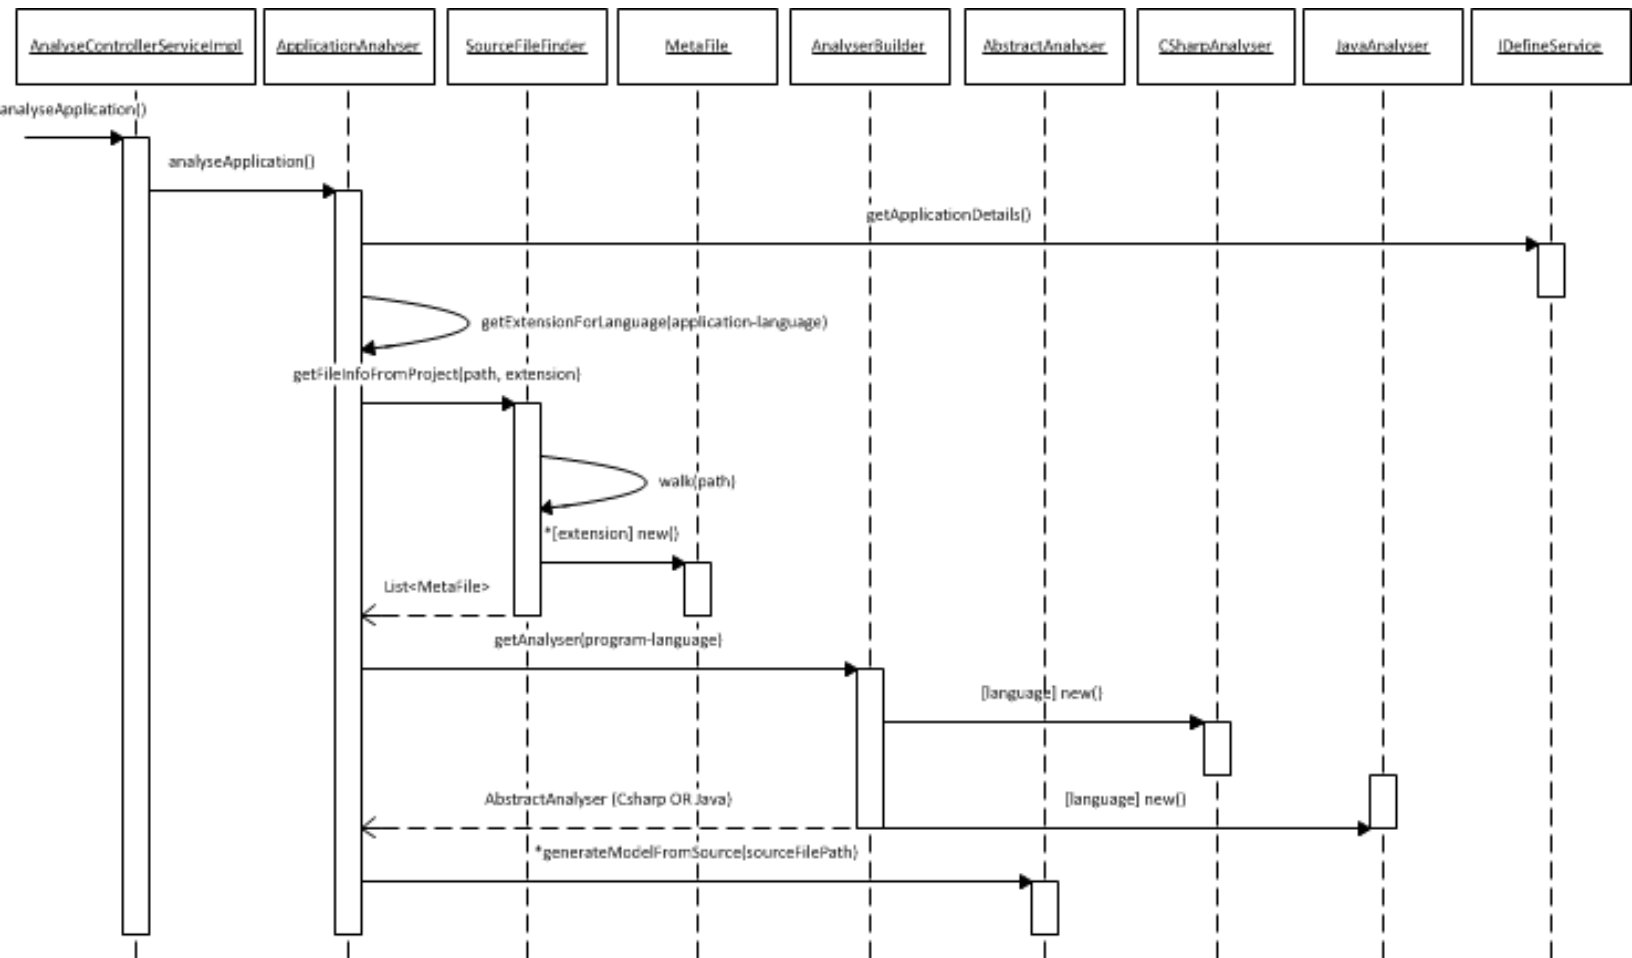 AnalyseControllerServiceImpl
ApplicationAnalyser
SourceFileFinder
MetaFile
AnalyserBuilder
AbstractAnalyser
CSharpAnalyser
JavaAnalyser
IDefineService
analyseApplication()
analyseApplication()
getApplicationDetails()
getExtensionForLanguage(application-language)
getFileInfoFromProject(path, extension)
walk(path)
*[extension] new()
List<MetaFile>
getAnalyser(program-language)
[language] new()
AbstractAnalyser (Csharp OR Java)
[language] new()
*generateModelFromSource(sourceFilePath)